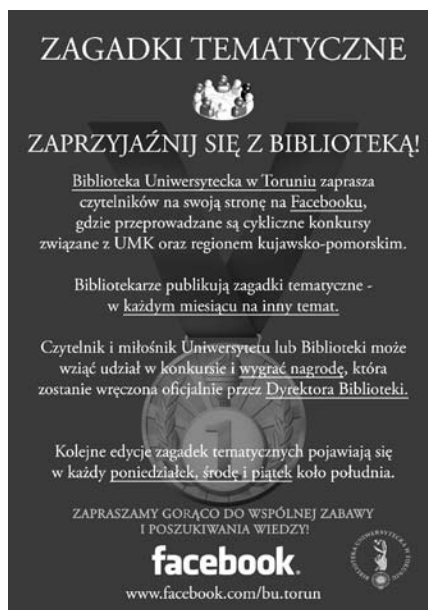 ZAGADKI TEMATYCZNE
ZAPRZYJAŹNIJ SIĘ Z BIBLIOTEKĄ!
Biblioteka Uniwersytecka w Toruniu zaprasza
czytelników na swoją stronę na Facebooku,
gdzie przeprowadzane są cykliczne konkursy
związane z UMK oraz regionem kujawsko-pomorskim.
Bibliotekarze publikują zagadki tematyczne -
w każdym miesiącu na inny temat.
Czytelnik i miłośnik Uniwersytetu lub Biblioteki może
wziąć udział w konkursie i wygrać nagrodę, która
zostanie wręczona oficjalnie przez Dyrektora Biblioteki.
1
Kolejne edycje zagadek tematycznych pojawiają się
w każdy poniedziałek, środę i piątek koło południa.
ZAPRASZAMY GORĄCO DO WSPÓLNEJ ZABAWY
I POSZUKIWANIA WIEDZY!
facebook.
BIBLIOTEKA UNIWERSYTECKA W TORUNIU
www.facebook.com/bu.torun